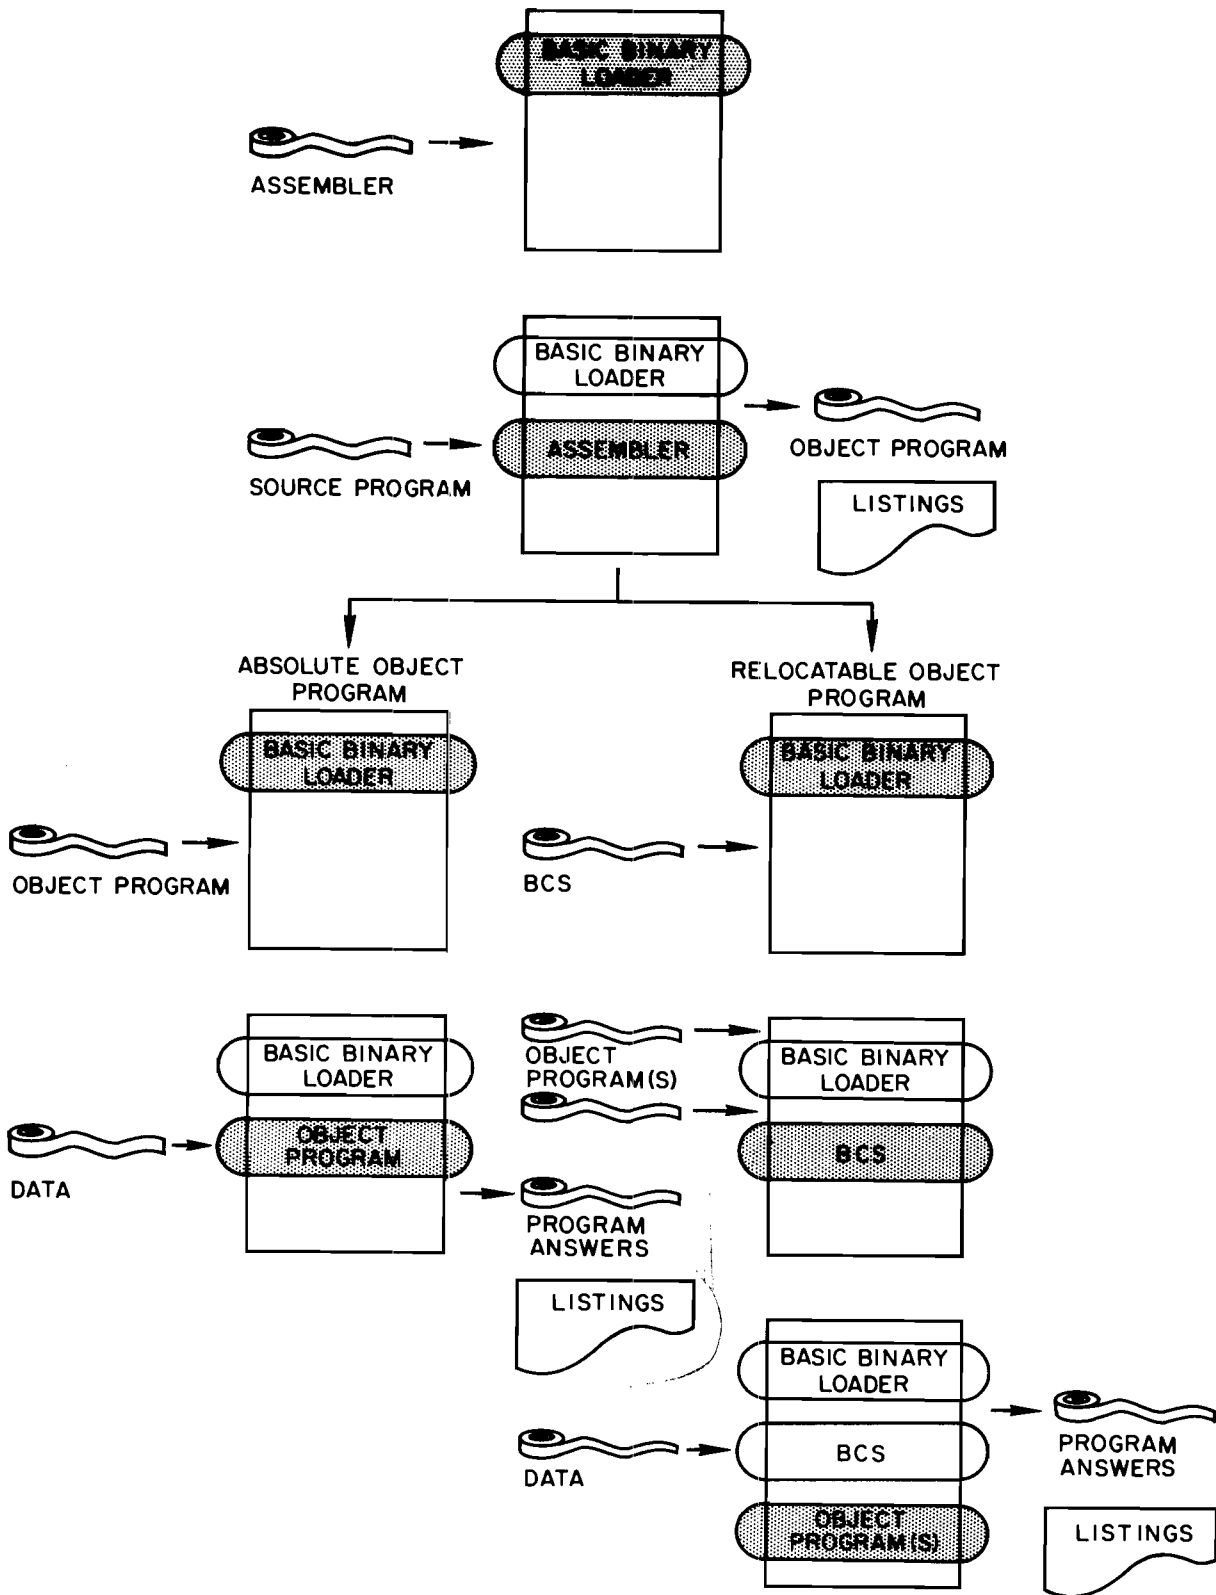 BASIC BINARY
LOADER
ASSEMBLER
BASIC BINARY
LOADER
ASSEMBLER
SOURCE PROGRAM
OBJECT PROGRAM
LISTINGS
ABSOLUTE OBJECT
PROGRAM
RELOCATABLE OBJECT
PROGRAM
BASIC BINARY
LOADER
BASIC BINARY
LOADER
OBJECT PROGRAM
BCS
BASIC BINARY
LOADER
OBJECT
PROGRAM
DATA
OBJECT
PROGRAM(S)
BASIC BINARY
LOADER
BCS
PROGRAM
ANSWERS
LISTINGS
BASIC BINARY
LOADER
BCS
DATA
OBJECT
PROGRAM(S)
PROGRAM
ANSWERS
LISTINGS